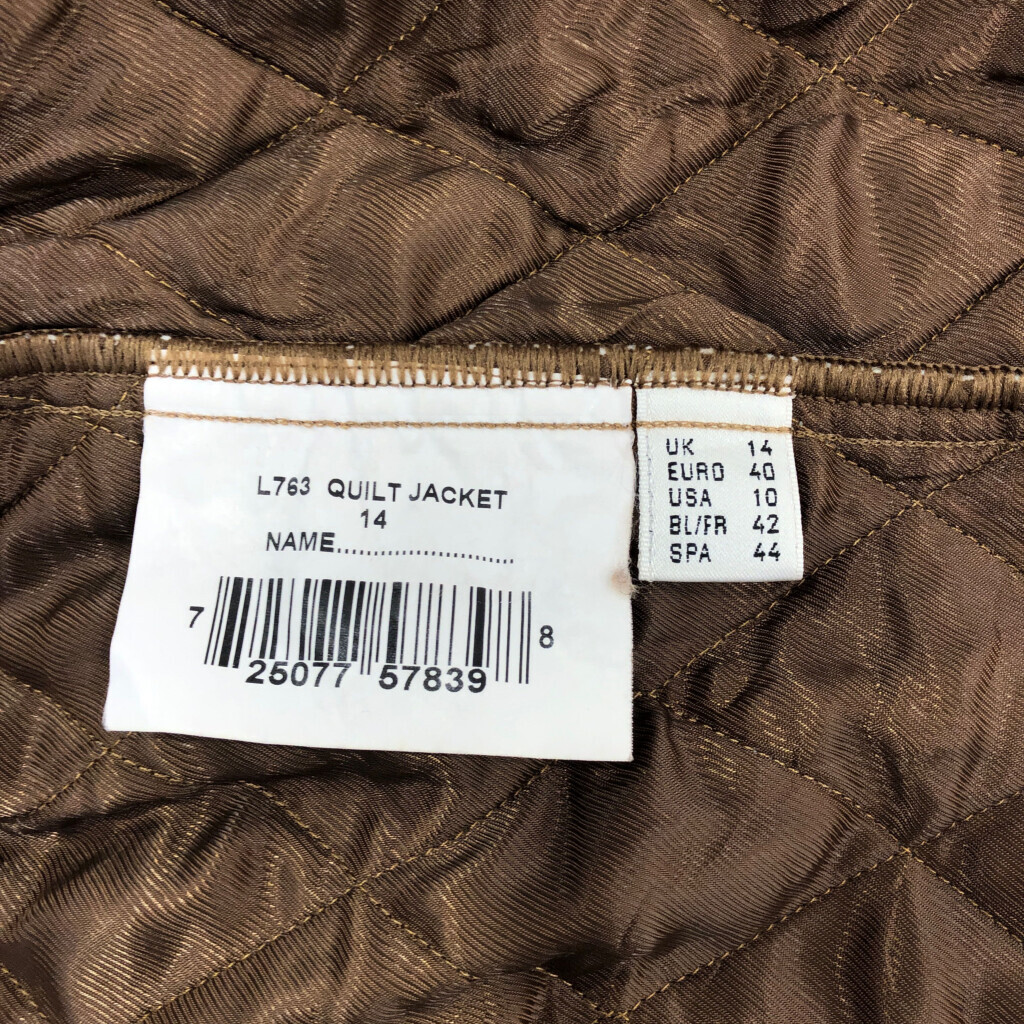 L763 QUILT JACKET
14
NAME........................
7 25077 57839 8
UK 14
EURO 40
USA 10
BL/FR 42
SPA 44